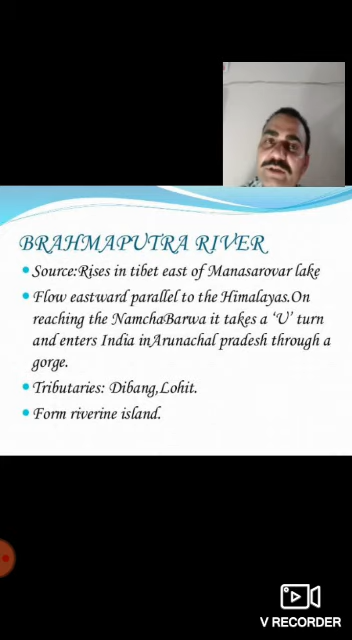 BRAHMAPUTRA RIVER
Source:Rises in tibet east of Manasarovar lake
Flow eastward parallel to the Himalayas.On
reaching the NamchaBarwa it takes a ‘U’ turn
and enters India inArunachal pradesh through a
gorge.
Tributaries: Dibang,Lohit.
Form riverine island.
V RECORDER